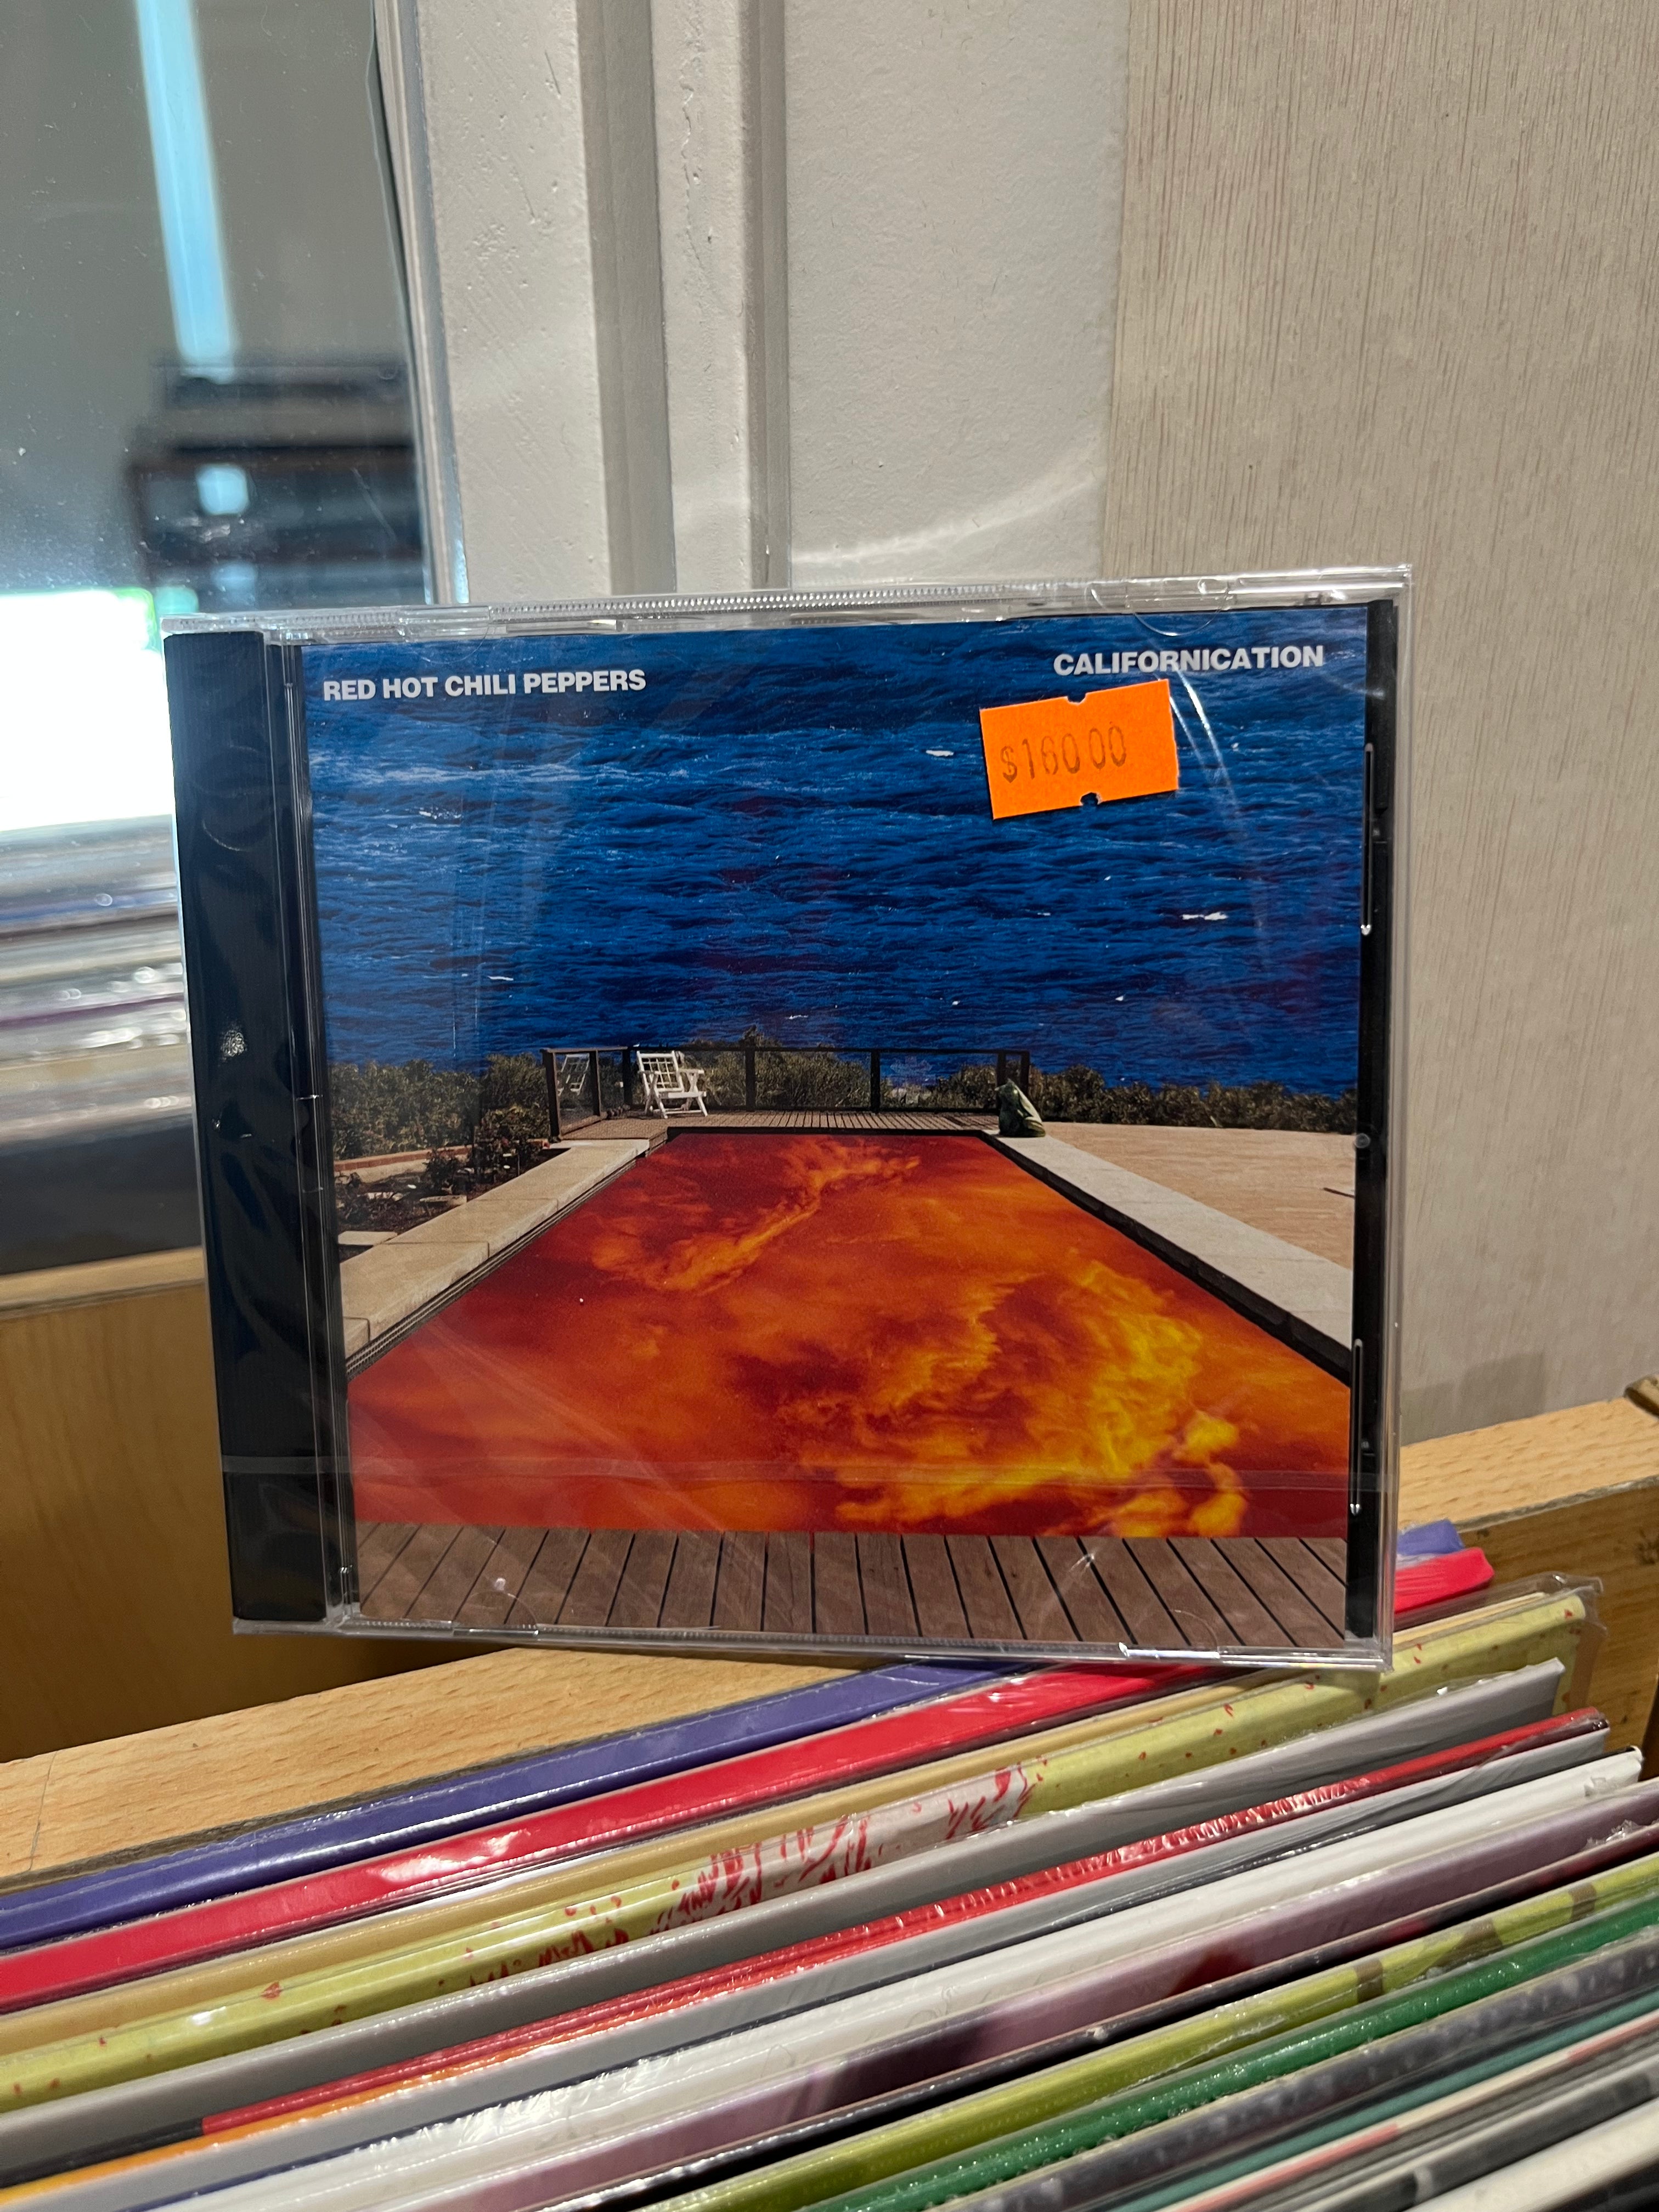 RED HOT CHILI PEPPERS
CALIFORNICATION
$160.00